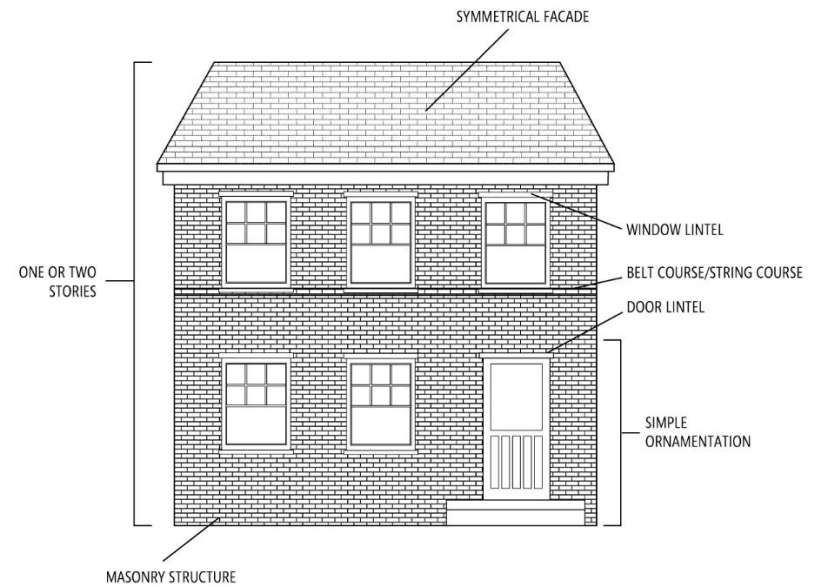 SYMMETRICAL FACADE
WINDOW LINTEL
BELT COURSE/STRING COURSE
ONE OR TWO
STORIES
DOOR LINTEL
SIMPLE
ORNAMENTATION
MASONRY STRUCTURE